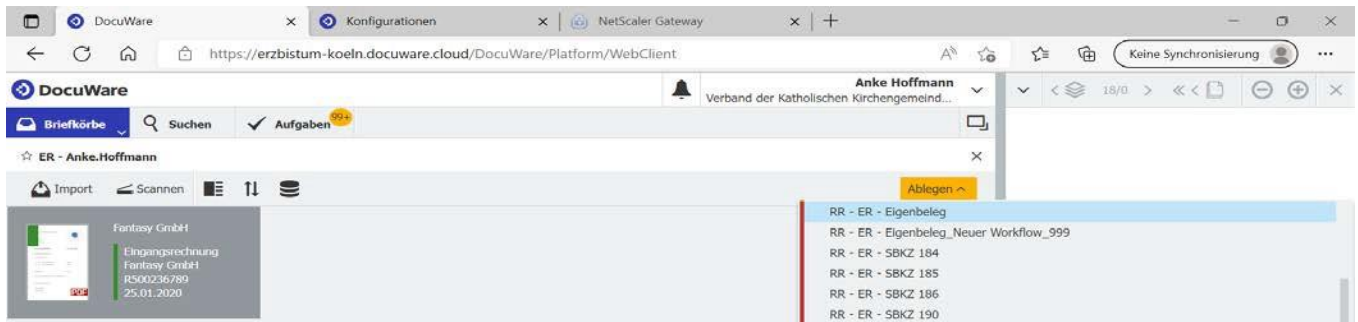 DocuWare
Konfigurationen
NetScaler Gateway
https://erzbistum-koeln.docuware.cloud/DocuWare/Platform/WebClient
Keine Synchronisierung
DocuWare
Anke Hoffmann
Verband der Katholischen Kirchengemeind...
18/0
Briefkörbe
Suchen
Aufgaben
99+
ER - Anke.Hoffmann
Import
Scannen
Ablegen
Fantasy GmbH
Eingangsrechnung
Fantasy GmbH
R500236789
25.01.2020
PDF
RR - ER - Eigenbeleg
RR - ER - Eigenbeleg_Neuer Workflow_999
RR - ER - SBKZ 184
RR - ER - SBKZ 185
RR - ER - SBKZ 186
RR - ER - SBKZ 190